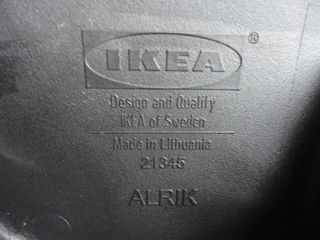 IKEA ®
Design and Quality
IKEA of Sweden
Made in Lithuania
21345
ALRIK